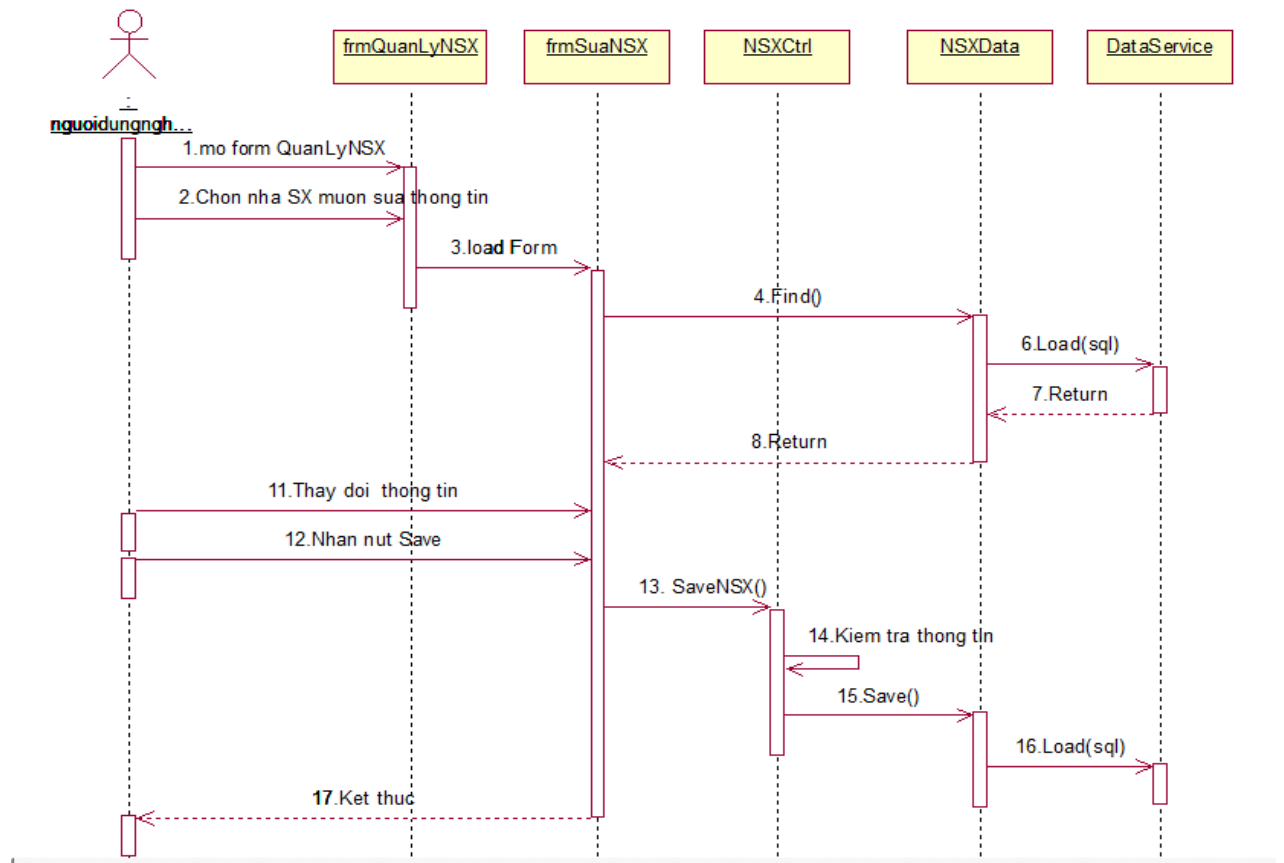 frmQuanLyNSX
frmSuaNSX
NSXCtrl
NSXData
DataService
:
nguoidungngh...
1.mo form QuanLyNSX
2.Chon nha SX muon sua thong tin
3.load Form
4.Find()
6.Load(sql)
7.Return
8.Return
11.Thay doi thong tin
12.Nhan nut Save
13. SaveNSX()
14.Kiem tra thong tin
15.Save()
16.Load(sql)
17.Ket thuc